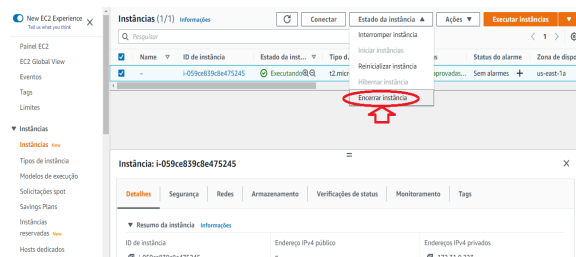 New EC2 Experience
Tell us what you think
Painel EC2
EC2 Global View
Eventos
Tags
Limites
Instâncias
Instâncias New
Tipos de instância
Modelos de execução
Solicitações spot
Savings Plans
Instâncias
reservadas New
Hosts dedicados
Instâncias (1/1) Informações
Conectar
Estado da instância
Ações
Executar instâncias
Pesquisar
1
Interromper instância
Iniciar instâncias
Reinicializar instância
Hibernar instância
Encerrar instância
Name ID de instância Estado da inst... Tipo d. Status do alarme Zona de dispo
– i-059ce839c8e475245 Executando t2.micr aprovadas... Sem alarmes + us-east-1a
Instância: i-059ce839c8e475245
Detalhes Segurança Redes Armazenamento Verificações de status Monitoramento Tags
Resumo da instância Informações
ID de instância Endereço IPv4 público Endereços IPv4 privados